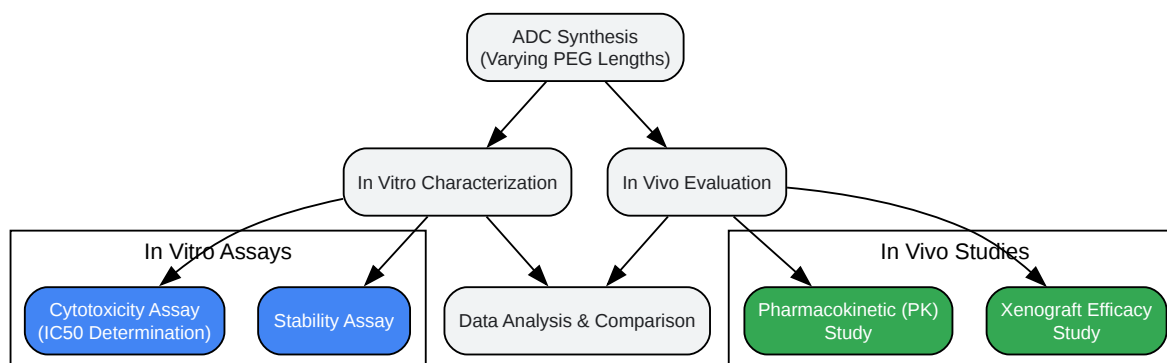 ADC Synthesis
(Varying PEG Lengths)
In Vitro Characterization
In Vivo Evaluation
In Vitro Assays
In Vivo Studies
Cytotoxicity Assay
(IC50 Determination)
Stability Assay
Data Analysis & Comparison
Pharmacokinetic (PK)
Study
Xenograft Efficacy
Study